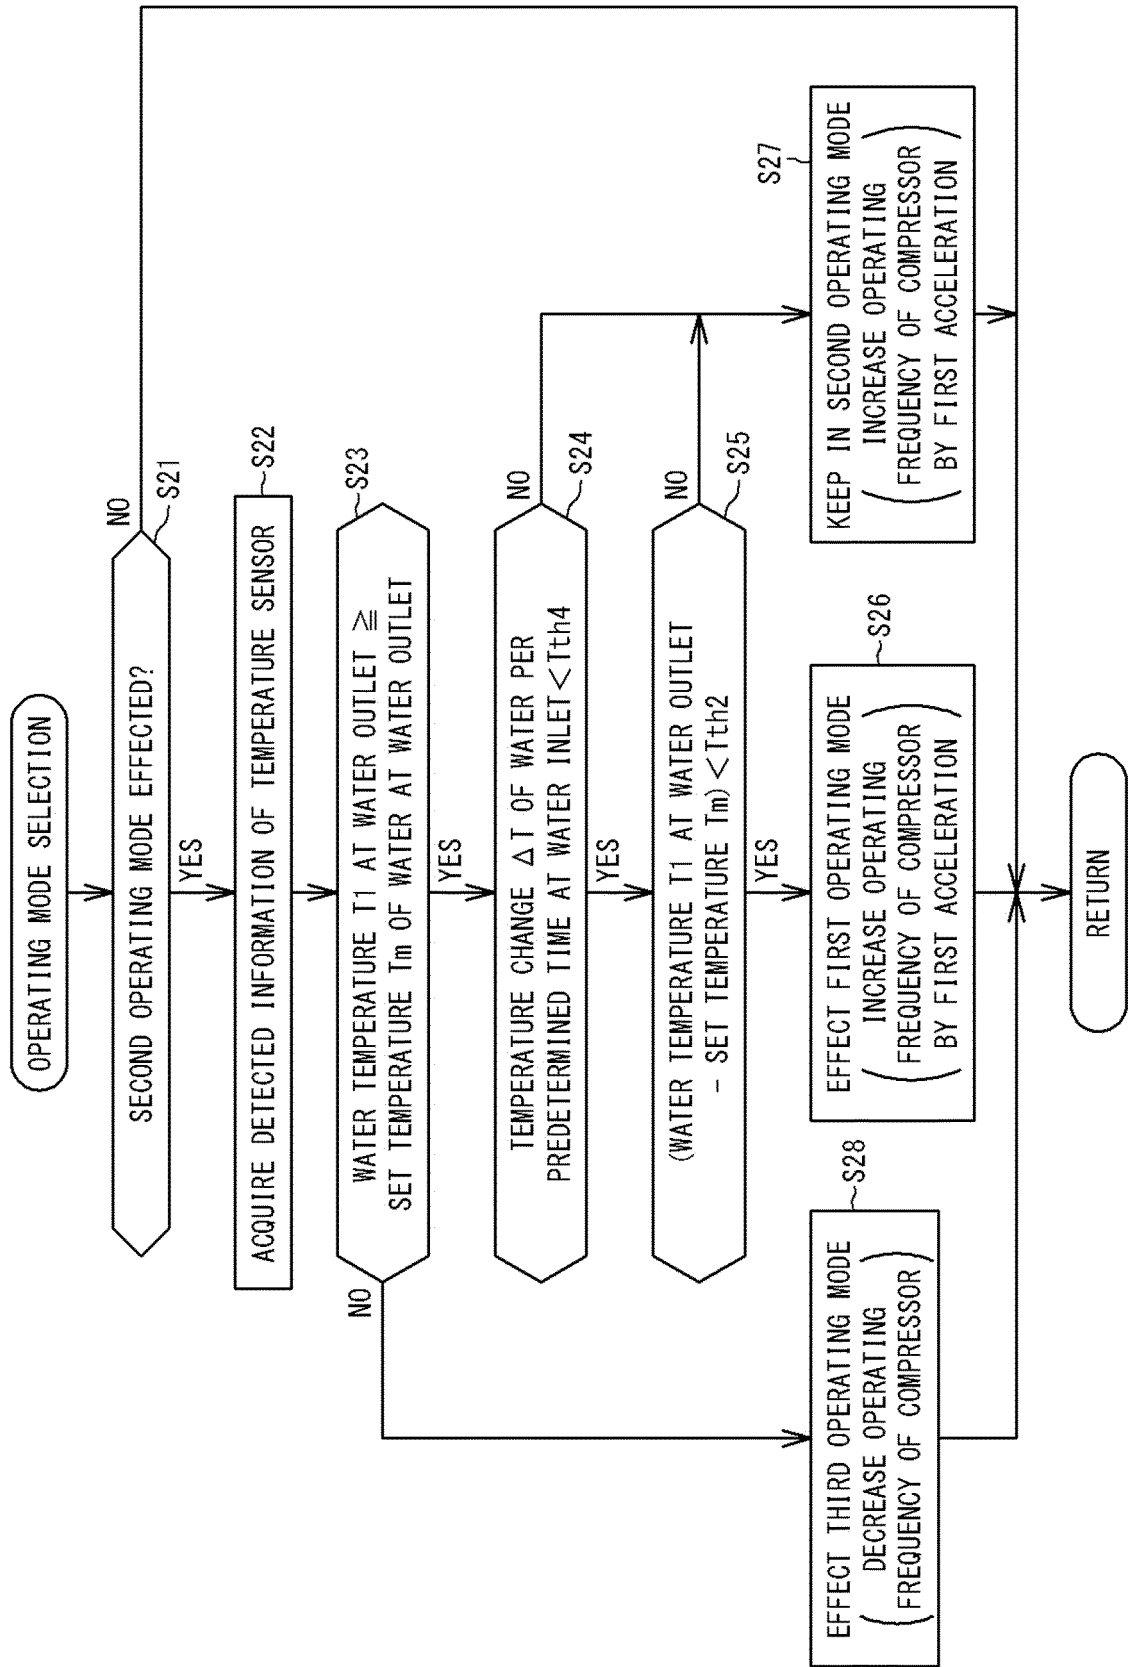 OPERATING MODE SELECTION
SECOND OPERATING MODE EFFECTED?
S21
NO
YES
ACQUIRE DETECTED INFORMATION OF TEMPERATURE SENSOR
S22
WATER TEMPERATURE T1 AT WATER OUTLET ≧
SET TEMPERATURE Tm OF WATER AT WATER OUTLET
S23
NO
YES
TEMPERATURE CHANGE ΔT OF WATER PER
PREDETERMINED TIME AT WATER INLET<Tth4
S24
NO
YES
(WATER TEMPERATURE T1 AT WATER OUTLET
- SET TEMPERATURE Tm)<Tth2
S25
NO
YES
S28
EFFECT THIRD OPERATING MODE
(DECREASE OPERATING
FREQUENCY OF COMPRESSOR)
S26
EFFECT FIRST OPERATING MODE
(INCREASE OPERATING
FREQUENCY OF COMPRESSOR
BY FIRST ACCELERATION)
S27
KEEP IN SECOND OPERATING MODE
(INCREASE OPERATING
FREQUENCY OF COMPRESSOR
BY FIRST ACCELERATION)
RETURN